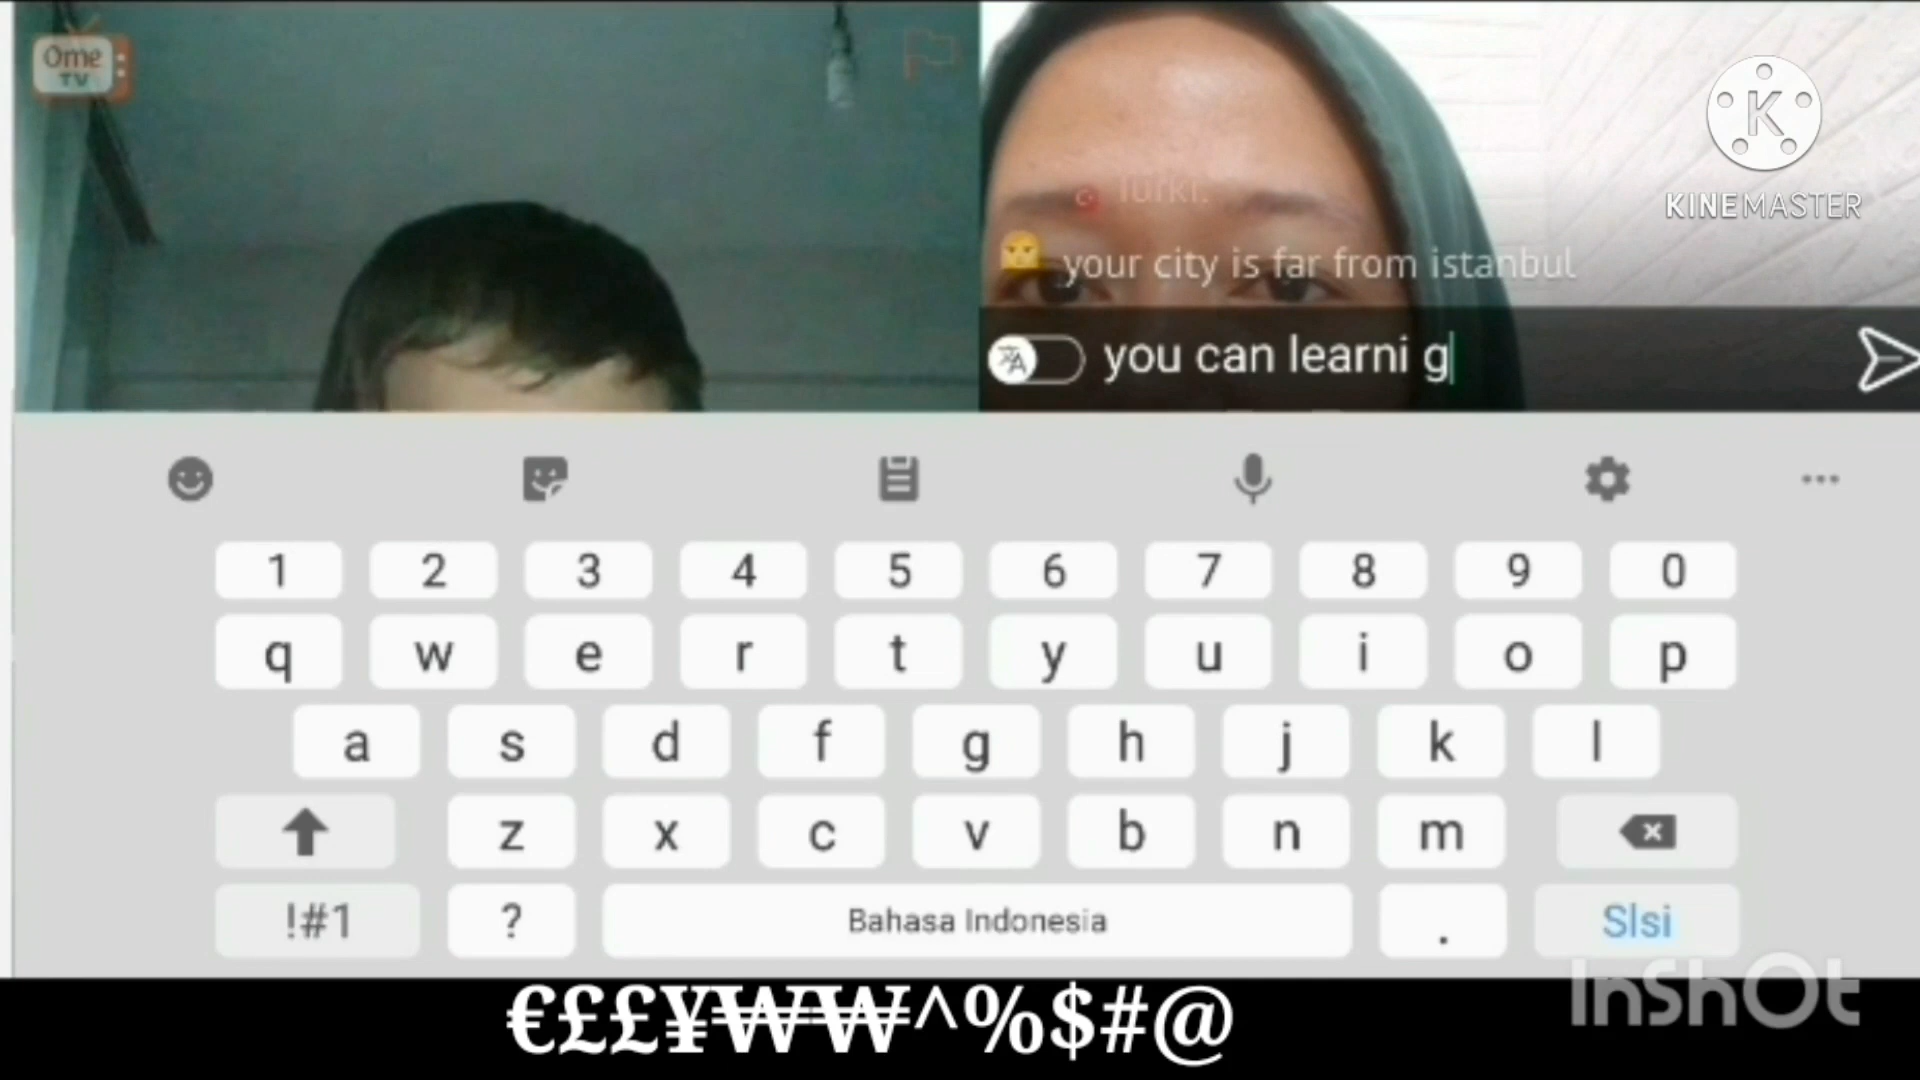 Ome
TV
KINEMASTER
Turki.
your city is far from istanbul
you can learni g
1 2 3 4 5 6 7 8 9 0
q w e r t y u i o p
a s d f g h j k l
z x c v b n m
!#1 ? Bahasa Indonesia . Slsi
InShOt
€££¥₩₩^%$#@